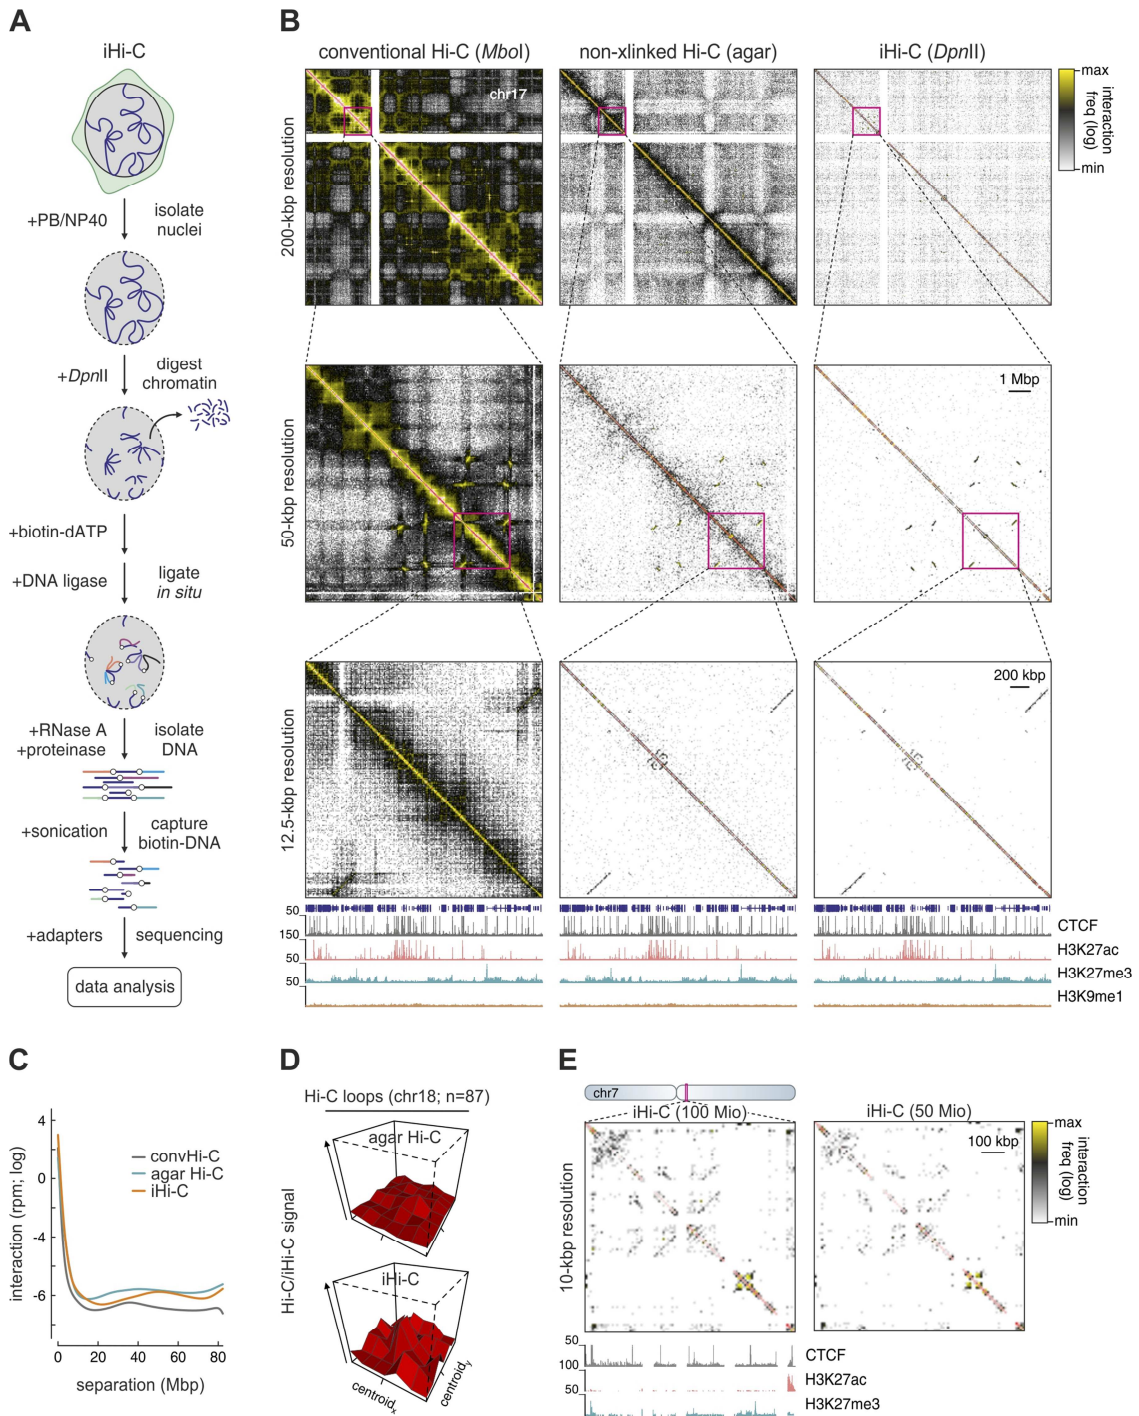 A
iHi-C
+PB/NP40
isolate
nuclei
+DpnII
digest
chromatin
+biotin-dATP
+DNA ligase
ligate
in situ
+RNase A
+proteinase
isolate
DNA
+sonication
capture
biotin-DNA
+adapters
sequencing
data analysis
B
conventional Hi-C (MboI)
non-xlinked Hi-C (agar)
iHi-C (DpnII)
200-kbp resolution
chr17
max
interaction
freq (log)
min
50-kbp resolution
1 Mbp
12.5-kbp resolution
200 kbp
50
CTCF
150
H3K27ac
50
H3K27me3
50
H3K9me1
C
interaction (rpm; log)
4
0
-4
-6
convHi-C
agar Hi-C
iHi-C
0
20
40
60
80
separation (Mbp)
D
Hi-C loops (chr18; n=87)
Hi-C/iHi-C signal
agar Hi-C
iHi-C
centroidx
centroidy
E
chr7
iHi-C (100 Mio)
iHi-C (50 Mio)
100 kbp
max
interaction
freq (log)
min
10-kbp resolution
50
CTCF
100
H3K27ac
50
H3K27me3